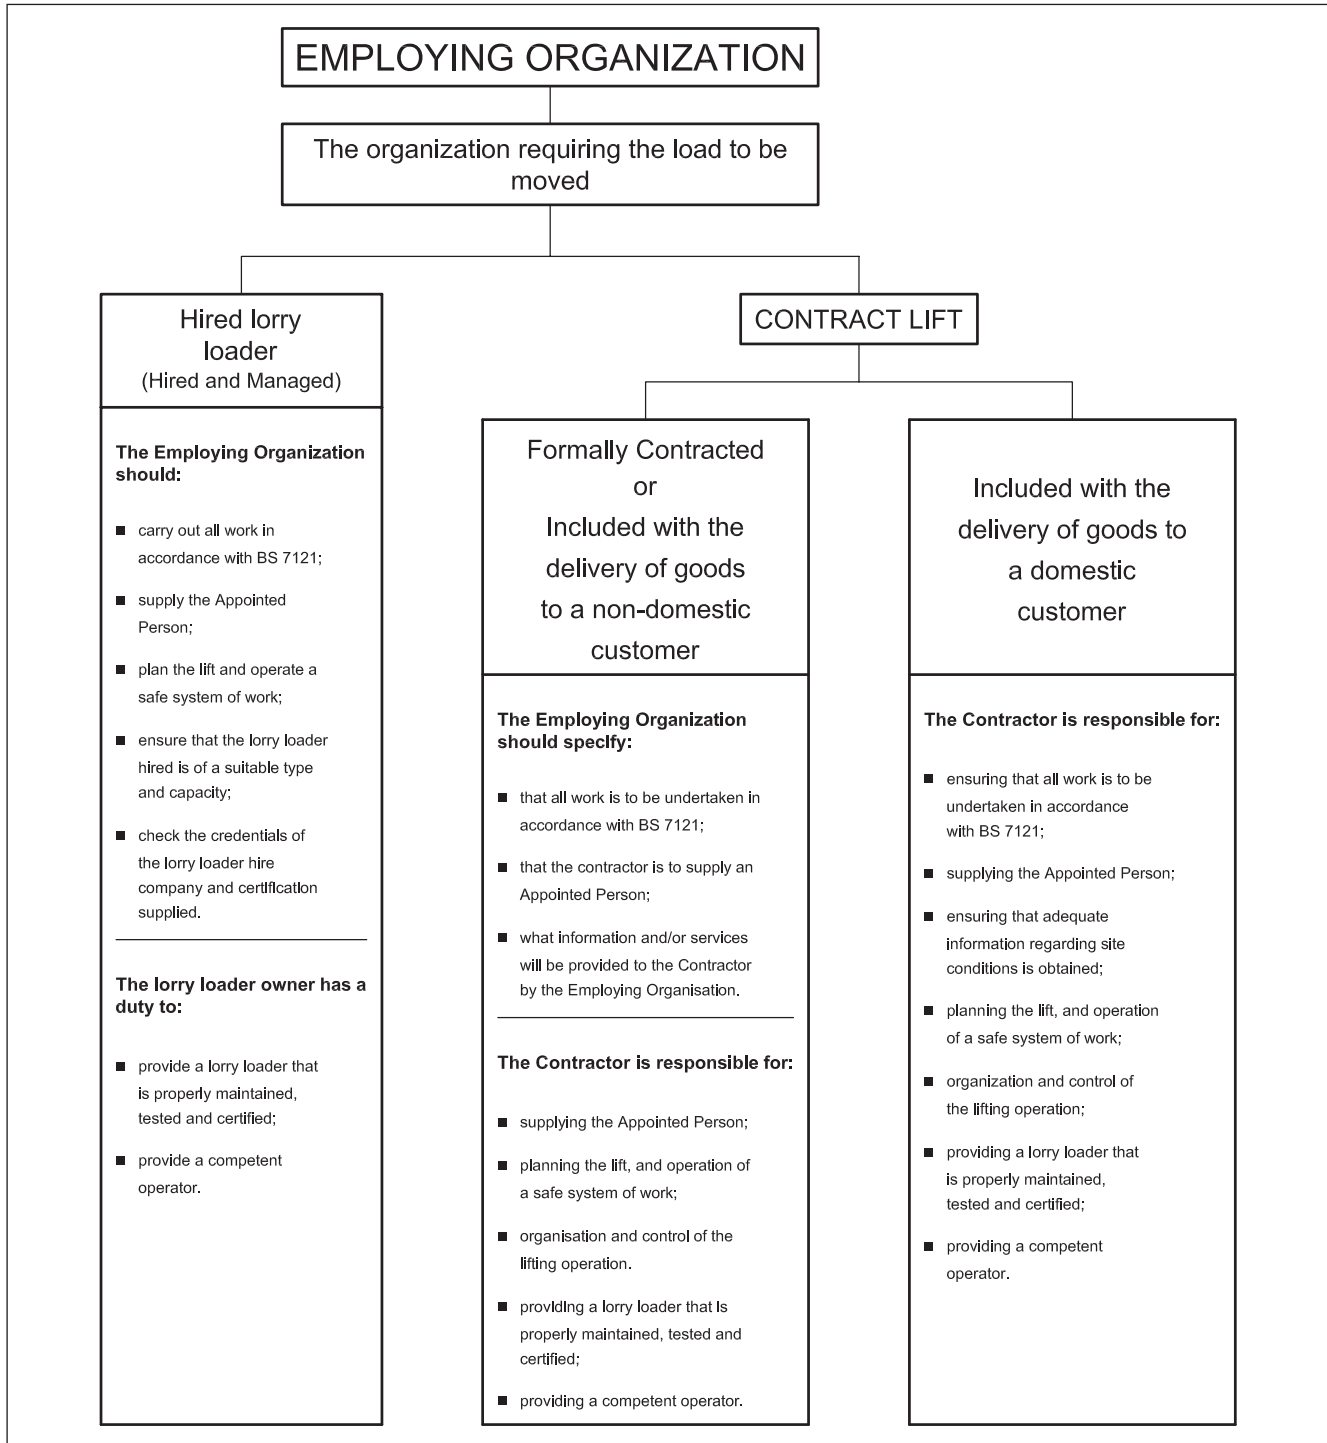 EMPLOYING ORGANIZATION
The organization requiring the load to be
moved
Hired lorry
loader
(Hired and Managed)
The Employing Organization
should:
■ carry out all work in
accordance with BS 7121;
■ supply the Appointed
Person;
■ plan the lift and operate a
safe system of work;
■ ensure that the lorry loader
hired is of a suitable type
and capacity;
■ check the credentials of
the lorry loader hire
company and certification
supplied.
The lorry loader owner has a
duty to:
■ provide a lorry loader that
is properly maintained,
tested and certified;
■ provide a competent
operator.
CONTRACT LIFT
Formally Contracted
or
Included with the
delivery of goods
to a non-domestic
customer
The Employing Organization
should specify:
■ that all work is to be undertaken in
accordance with BS 7121;
■ that the contractor is to supply an
Appointed Person;
■ what information and/or services
will be provided to the Contractor
by the Employing Organisation.
The Contractor is responsible for:
■ supplying the Appointed Person;
■ planning the lift, and operation of
a safe system of work;
■ organisation and control of the
lifting operation.
■ providing a lorry loader that is
properly maintained, tested and
certified;
■ providing a competent operator.
Included with the
delivery of goods to
a domestic
customer
The Contractor is responsible for:
■ ensuring that all work is to be
undertaken in accordance
with BS 7121;
■ supplying the Appointed Person;
■ ensuring that adequate
information regarding site
conditions is obtained;
■ planning the lift, and operation
of a safe system of work;
■ organization and control of
the lifting operation;
■ providing a lorry loader that
is properly maintained,
tested and certified;
■ providing a competent
operator.